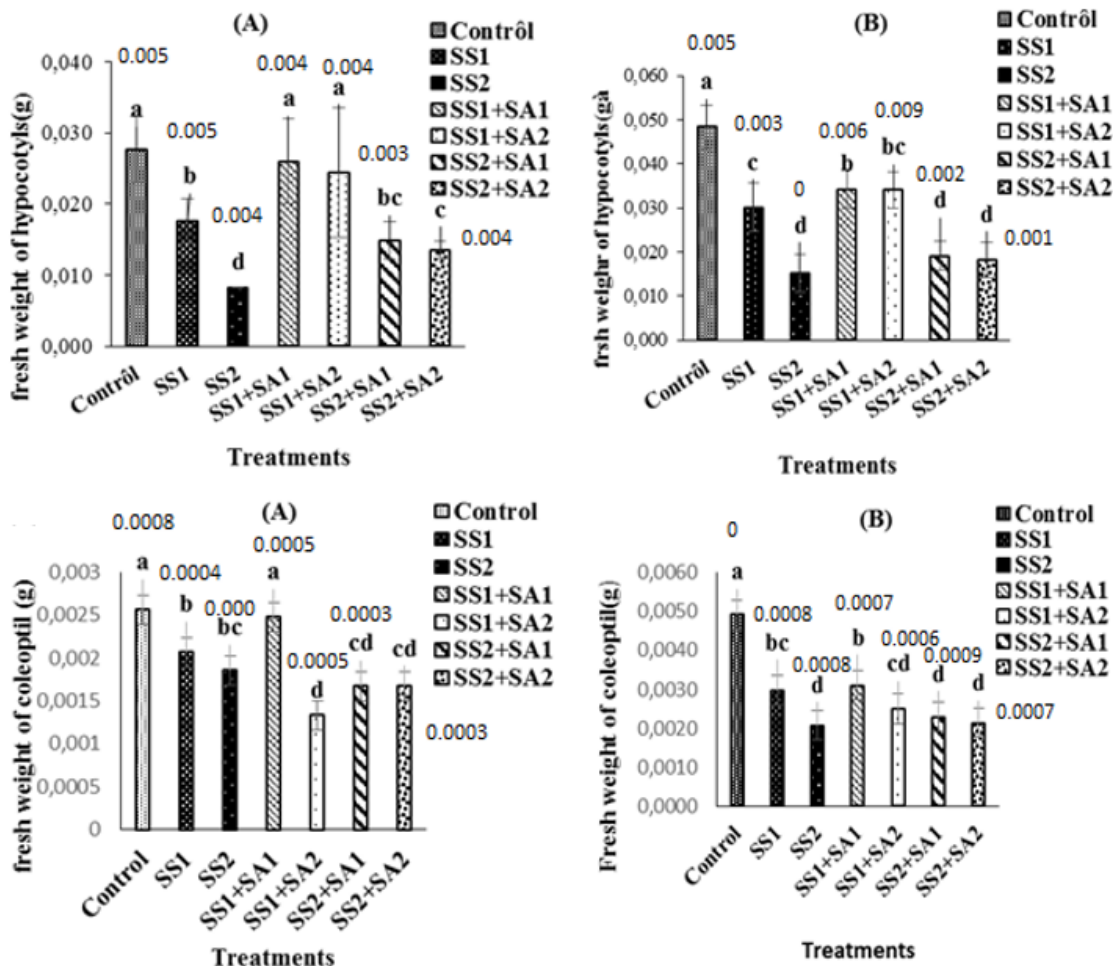 (A)
Contrôl
SS1
SS2
SS1+SA1
SS1+SA2
SS2+SA1
SS2+SA2
fresh weight of hypocotyls(g)
0,040
0,030
0,020
0,010
0,000
0.005
a
0.005
b
0.004
d
0.004
a
0.004
a
0.003
bc
0.004
c
Contrôl
SS1
SS2
SS1+SA1
SS1+SA2
SS2+SA1
SS2+SA2
Treatments
(B)
Contrôl
SS1
SS2
SS1+SA1
SS1+SA2
SS2+SA1
SS2+SA2
frsh weighr of hypocotyls(gà
0,060
0,050
0,040
0,030
0,020
0,010
0,000
0.005
a
0.003
c
0
d
0.006
b
0.009
bc
0.002
d
0.001
d
Contrôl
SS1
SS2
SS1+SA1
SS1+SA2
SS2+SA1
SS2+SA2
Treatments
(A)
Control
SS1
SS2
SS1+SA1
SS1+SA2
SS2+SA1
SS2+SA2
fresh weight of coleoptil (g)
0,003
0,0025
0,002
0,0015
0,001
0,0005
0
0.0008
a
0.0004
b
0.000
bc
0.0005
a
0.0005
d
0.0003
cd
0.0003
cd
Control
SS1
SS2
SS1+SA1
SS1+SA2
SS2+SA1
SS2+SA2
Treatments
(B)
Control
SS1
SS2
SS1+SA1
SS1+SA2
SS2+SA1
SS2+SA2
Fresh weight of coleoptil(g)
0,0060
0,0050
0,0040
0,0030
0,0020
0,0010
0,0000
0
a
0.0008
bc
0.0008
d
0.0007
b
0.0006
cd
0.0009
d
0.0007
d
Control
SS1
SS2
SS1+SA1
SS1+SA2
SS2+SA1
SS2+SA2
Treatments